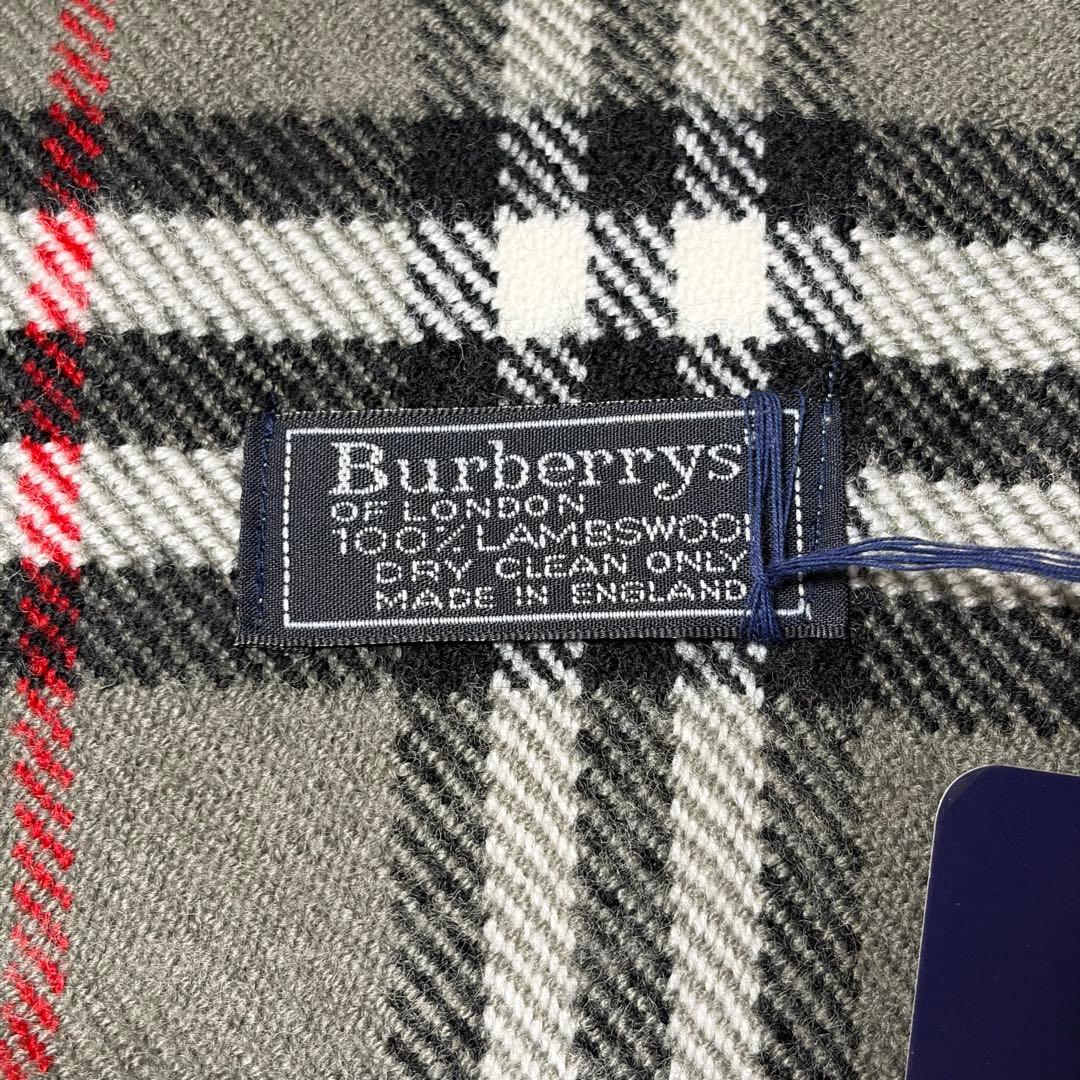 Burberrys
OF LONDON
100% LAMBSWOOL
DRY CLEAN ONLY
MADE IN ENGLAND